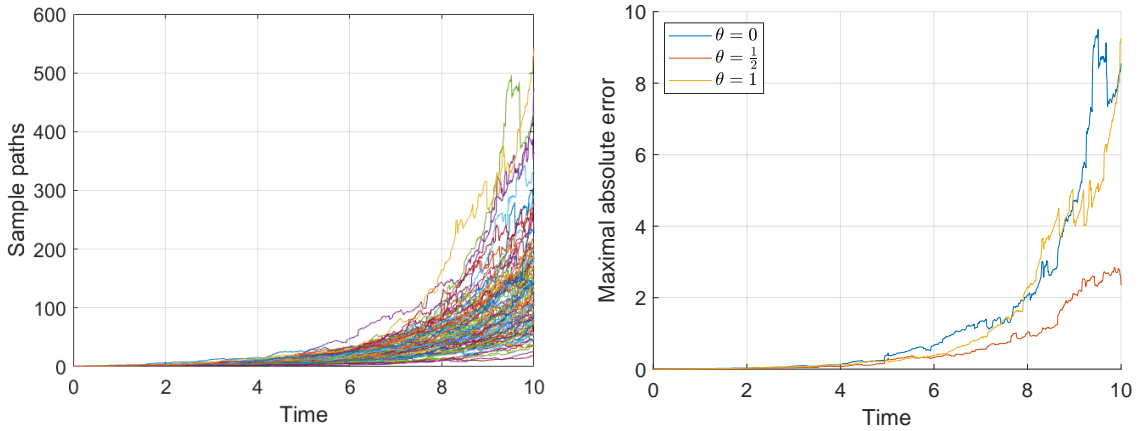 600
500
400
300
200
100
0
Sample paths
0 2 4 6 8 10
Time
10
8
6
4
2
0
Maximal absolute error
θ = 0
θ = 1/2
θ = 1
0 2 4 6 8 10
Time